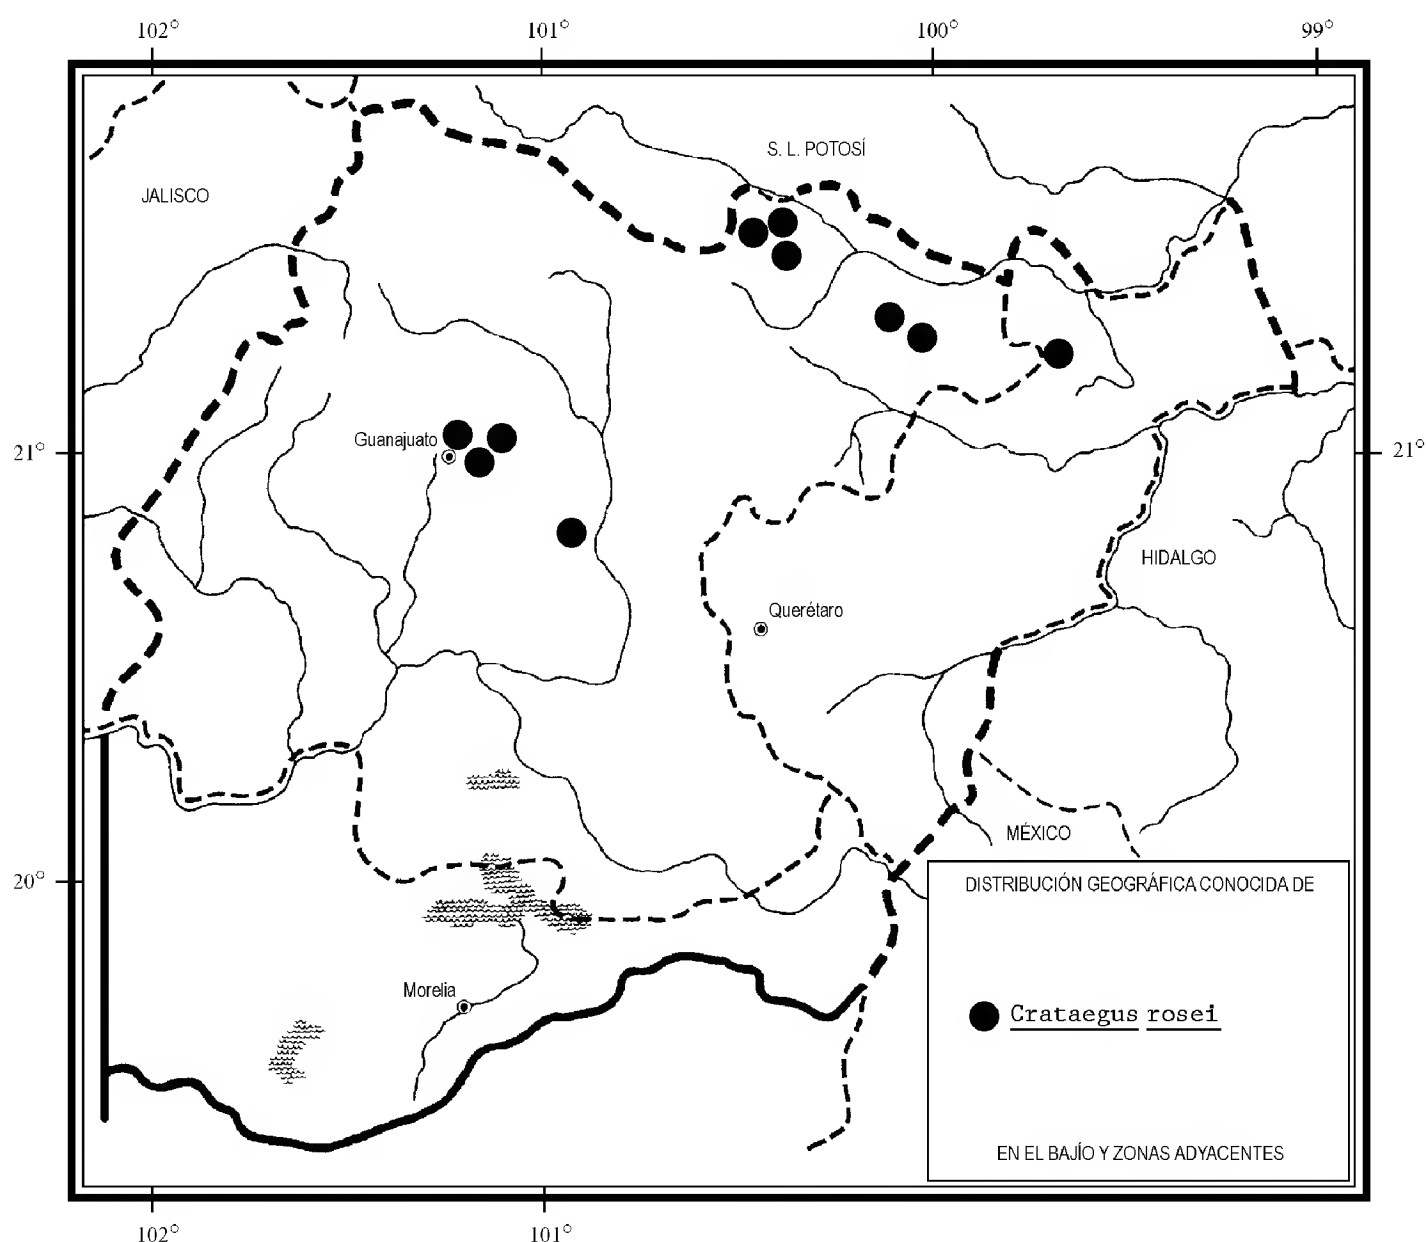 102° 101° 100° 99°
S. L. POTOSÍ
JALISCO
Guanajuato
21° 21°
HIDALGO
Querétaro
MÉXICO
20°
DISTRIBUCIÓN GEOGRÁFICA CONOCIDA DE
Morelia
Crataegus rosei
EN EL BAJÍO Y ZONAS ADYACENTES
102° 101°